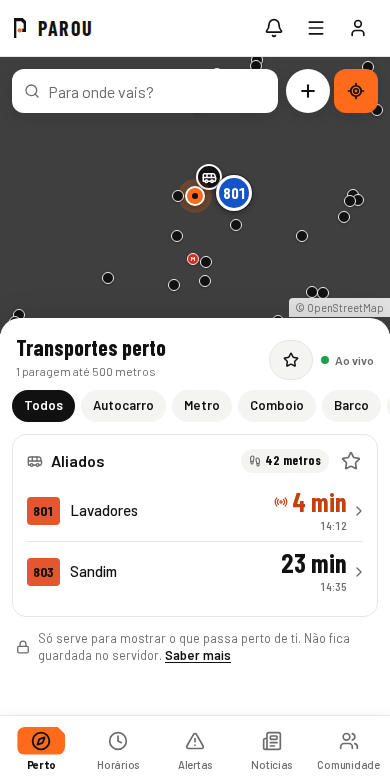 PAROU
Para onde vais?
801
M
© OpenStreetMap
Transportes perto
1 paragem até 500 metros
Ao vivo
Todos
Autocarro
Metro
Comboio
Barco
Aliados
42 metros
801
Lavadores
4 min
14:12
803
Sandim
23 min
14:35
Só serve para mostrar o que passa perto de ti. Não fica
guardada no servidor. Saber mais
Perto
Horários
Alertas
Notícias
Comunidade